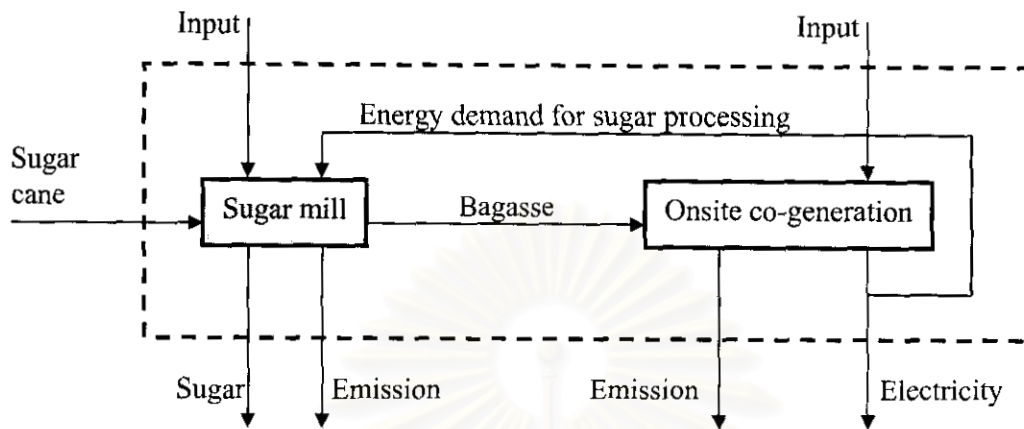 Input
Input
Energy demand for sugar processing
Sugar
cane
Sugar mill
Bagasse
Onsite co-generation
Sugar
Emission
Emission
Electricity